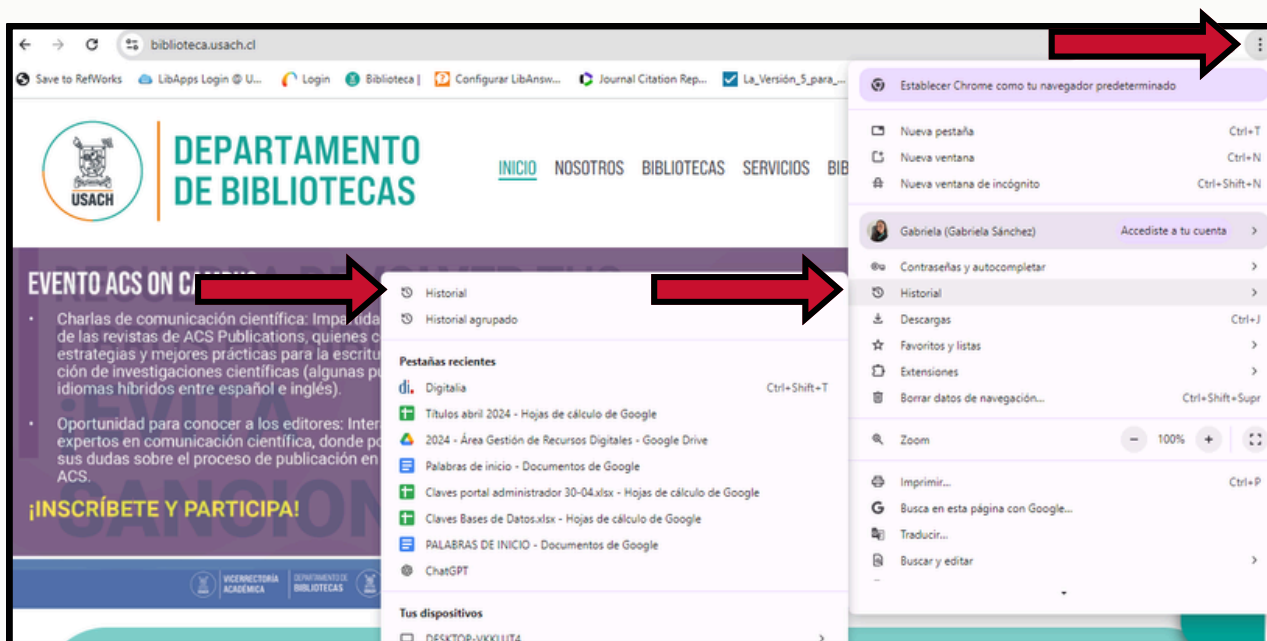 biblioteca.usach.cl
Save to RefWorks LibApps Login @ U... Login Biblioteca | Configurar LibAnsw... Journal Citation Rep... La_Versión_5_para_...
USACH
DEPARTAMENTO
DE BIBLIOTECAS
INICIO NOSOTROS BIBLIOTECAS SERVICIOS BIB
EVENTO ACS ON CAMPUS
• Charlas de comunicación científica: Impartida
de las revistas de ACS Publications, quienes c
estrategias y mejores prácticas para la escritu
ción de investigaciones científicas (algunas pu
idiomas híbridos entre español e inglés).
• Oportunidad para conocer a los editores: Inter
expertos en comunicación científica, donde po
sus dudas sobre el proceso de publicación en
ACS.
¡INSCRÍBETE Y PARTICIPA!
¡EVITA
SANCION
VICERRECTORÍA
ACADÉMICA
DEPARTAMENTO DE
BIBLIOTECAS
Historial
Historial agrupado
Pestañas recientes
Digitalia Ctrl+Shift+T
Títulos abril 2024 - Hojas de cálculo de Google
2024 - Área Gestión de Recursos Digitales - Google Drive
Palabras de inicio - Documentos de Google
Claves portal administrador 30-04.xlsx - Hojas de cálculo de Google
Claves Bases de Datos.xlsx - Hojas de cálculo de Google
PALABRAS DE INICIO - Documentos de Google
ChatGPT
Tus dispositivos
DESKTOP-VKKLUT4
Establecer Chrome como tu navegador predeterminado
Nueva pestaña Ctrl+T
Nueva ventana Ctrl+N
Nueva ventana de incógnito Ctrl+Shift+N
Gabriela (Gabriela Sánchez) Accediste a tu cuenta
Contraseñas y autocompletar
Historial
Descargas Ctrl+J
Favoritos y listas
Extensiones
Borrar datos de navegación... Ctrl+Shift+Supr
Zoom - 100% +
Imprimir... Ctrl+P
Busca en esta página con Google...
Traducir...
Buscar y editar